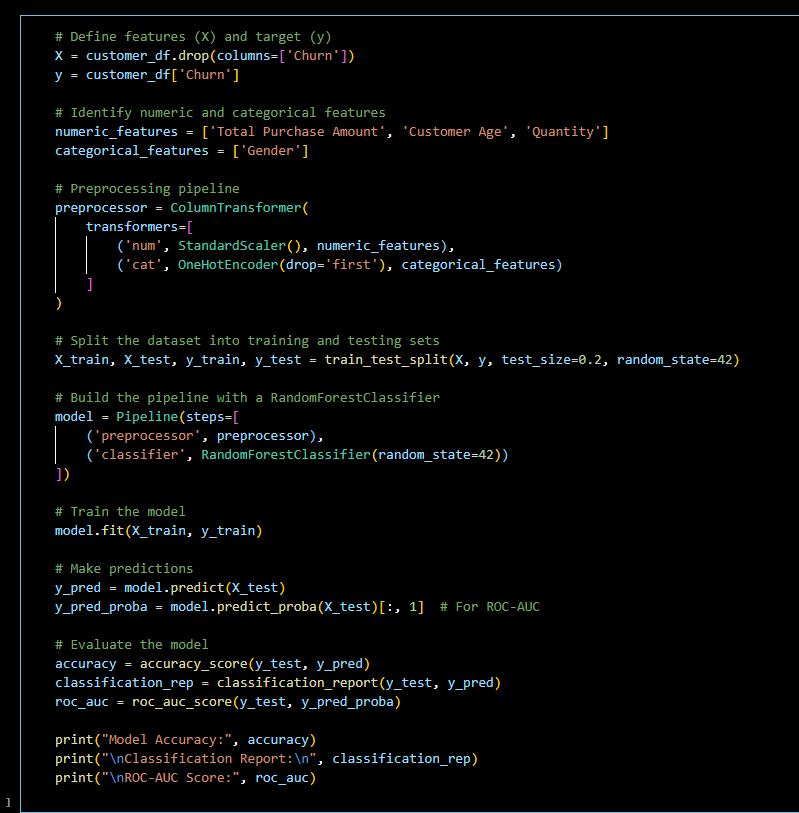 # Define features (X) and target (y)
X = customer_df.drop(columns=['Churn'])
y = customer_df['Churn']
# Identify numeric and categorical features
numeric_features = ['Total Purchase Amount', 'Customer Age', 'Quantity']
categorical_features = ['Gender']
# Preprocessing pipeline
preprocessor = ColumnTransformer(
    transformers=[
        ('num', StandardScaler(), numeric_features),
        ('cat', OneHotEncoder(drop='first'), categorical_features)
    ]
)
# Split the dataset into training and testing sets
X_train, X_test, y_train, y_test = train_test_split(X, y, test_size=0.2, random_state=42)
# Build the pipeline with a RandomForestClassifier
model = Pipeline(steps=[
    ('preprocessor', preprocessor),
    ('classifier', RandomForestClassifier(random_state=42))
])
# Train the model
model.fit(X_train, y_train)
# Make predictions
y_pred = model.predict(X_test)
y_pred_proba = model.predict_proba(X_test)[:, 1]  # For ROC-AUC
# Evaluate the model
accuracy = accuracy_score(y_test, y_pred)
classification_rep = classification_report(y_test, y_pred)
roc_auc = roc_auc_score(y_test, y_pred_proba)
print("Model Accuracy:", accuracy)
print("\nClassification Report:\n", classification_rep)
print("\nROC-AUC Score:", roc_auc)
]